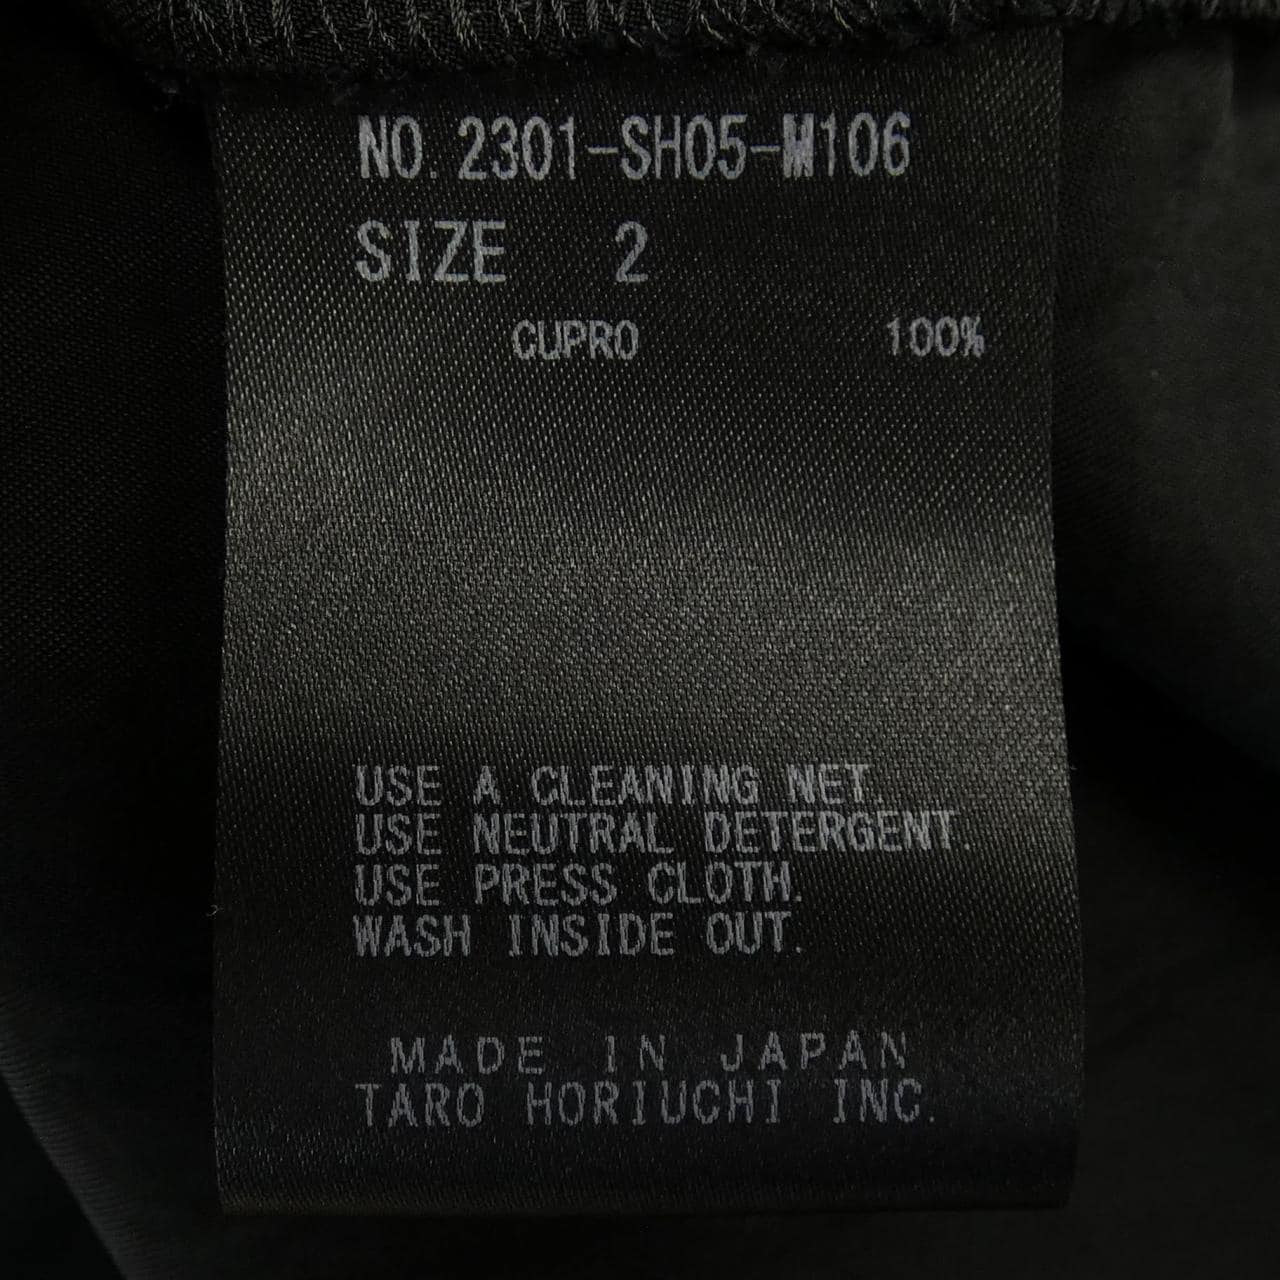 NO. 2301-SH05-M106
SIZE 2
CUPRO 100%
USE A CLEANING NET.
USE NEUTRAL DETERGENT.
USE PRESS CLOTH.
WASH INSIDE OUT.
MADE IN JAPAN
TARO HORIUCHI INC.